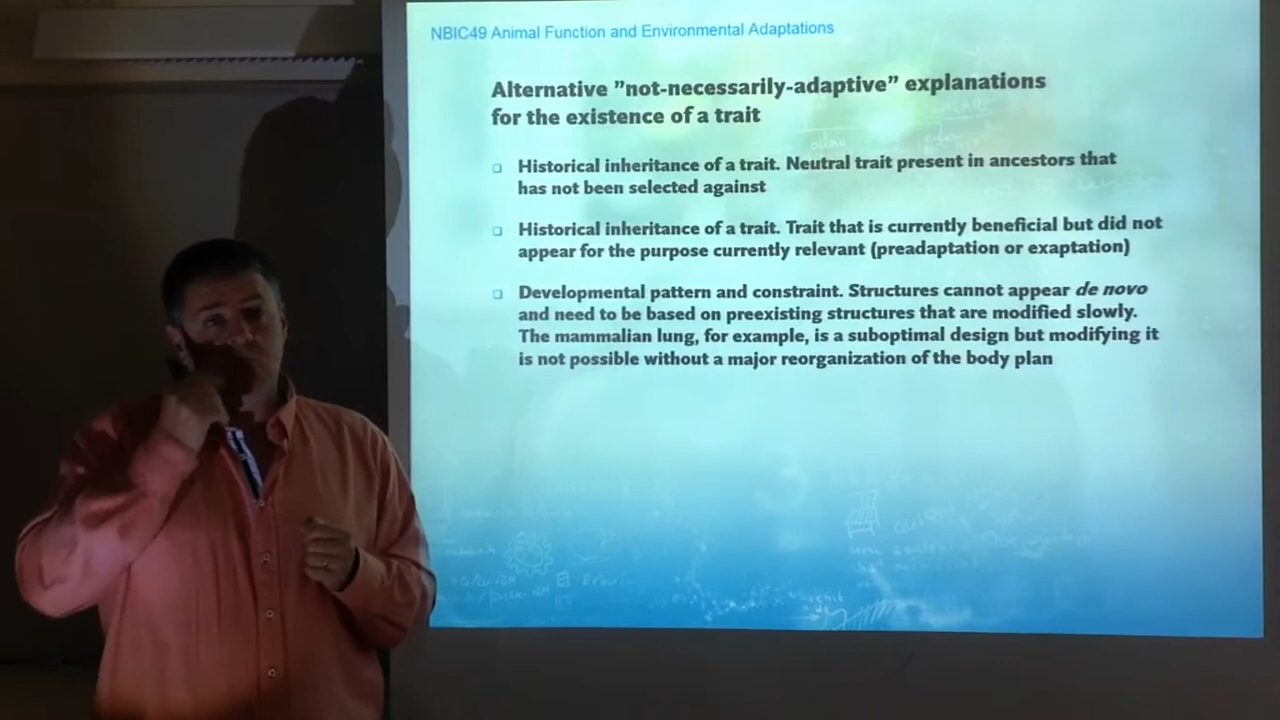 NBIC49 Animal Function and Environmental Adaptations
Alternative ”not-necessarily-adaptive” explanations
for the existence of a trait
Historical inheritance of a trait. Neutral trait present in ancestors that
has not been selected against
Historical inheritance of a trait. Trait that is currently beneficial but did not
appear for the purpose currently relevant (preadaptation or exaptation)
Developmental pattern and constraint. Structures cannot appear de novo
and need to be based on preexisting structures that are modified slowly.
The mammalian lung, for example, is a suboptimal design but modifying it
is not possible without a major reorganization of the body plan